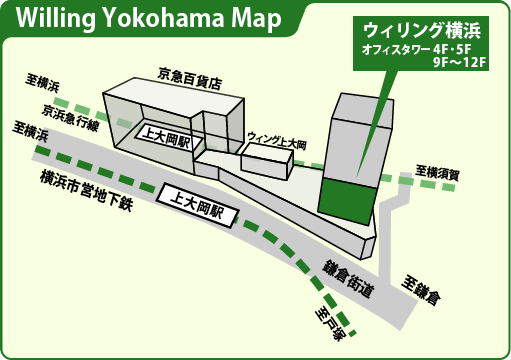 Willing Yokohama Map
ウィリング横浜
オフィスタワー 4F・5F
9F～12F
京急百貨店
至横浜
京浜急行線
上大岡駅
ウィング上大岡
至横浜
至横須賀
横浜市営地下鉄
上大岡駅
鎌倉街道
至鎌倉
至戸塚